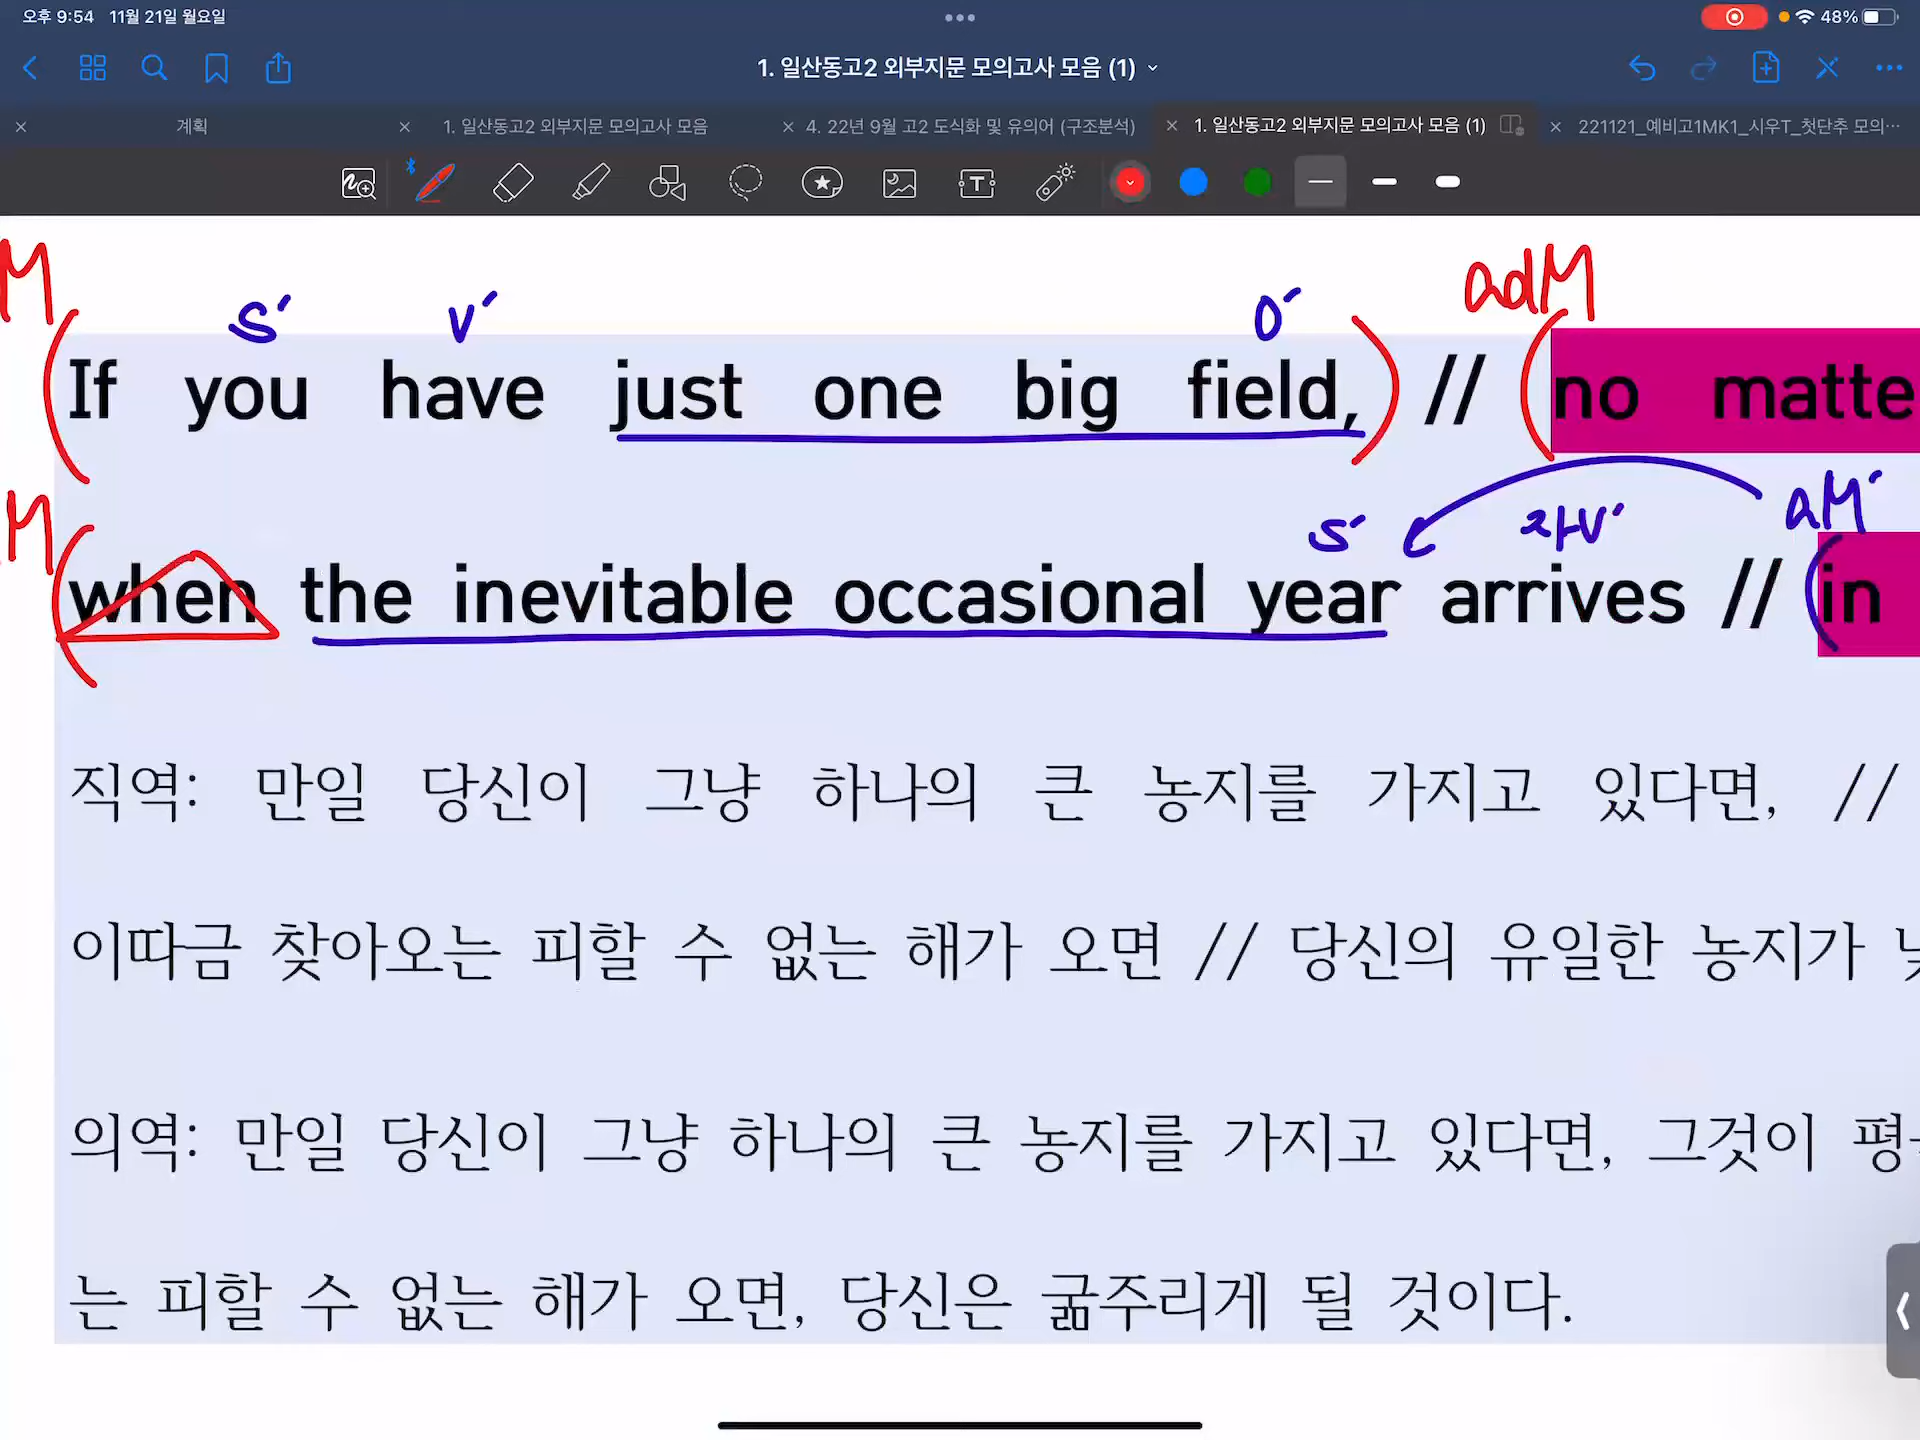 오후 9:54 11월 21일 월요일
48%
1. 일산동고2 외부지문 모의고사 모음 (1)
계획
1. 일산동고2 외부지문 모의고사 모음
4. 22년 9월 고2 도식화 및 유의어 (구조분석)
1. 일산동고2 외부지문 모의고사 모음 (1)
221121_예비고1MK1_시우T_첫단추 모의…
M S' V' O' adM
If you have just one big field, // no matte
M S' 자V' aM'
when the inevitable occasional year arrives // in
직역: 만일 당신이 그냥 하나의 큰 농지를 가지고 있다면, //
이따금 찾아오는 피할 수 없는 해가 오면 // 당신의 유일한 농지가
의역: 만일 당신이 그냥 하나의 큰 농지를 가지고 있다면, 그것이
는 피할 수 없는 해가 오면, 당신은 굶주리게 될 것이다.